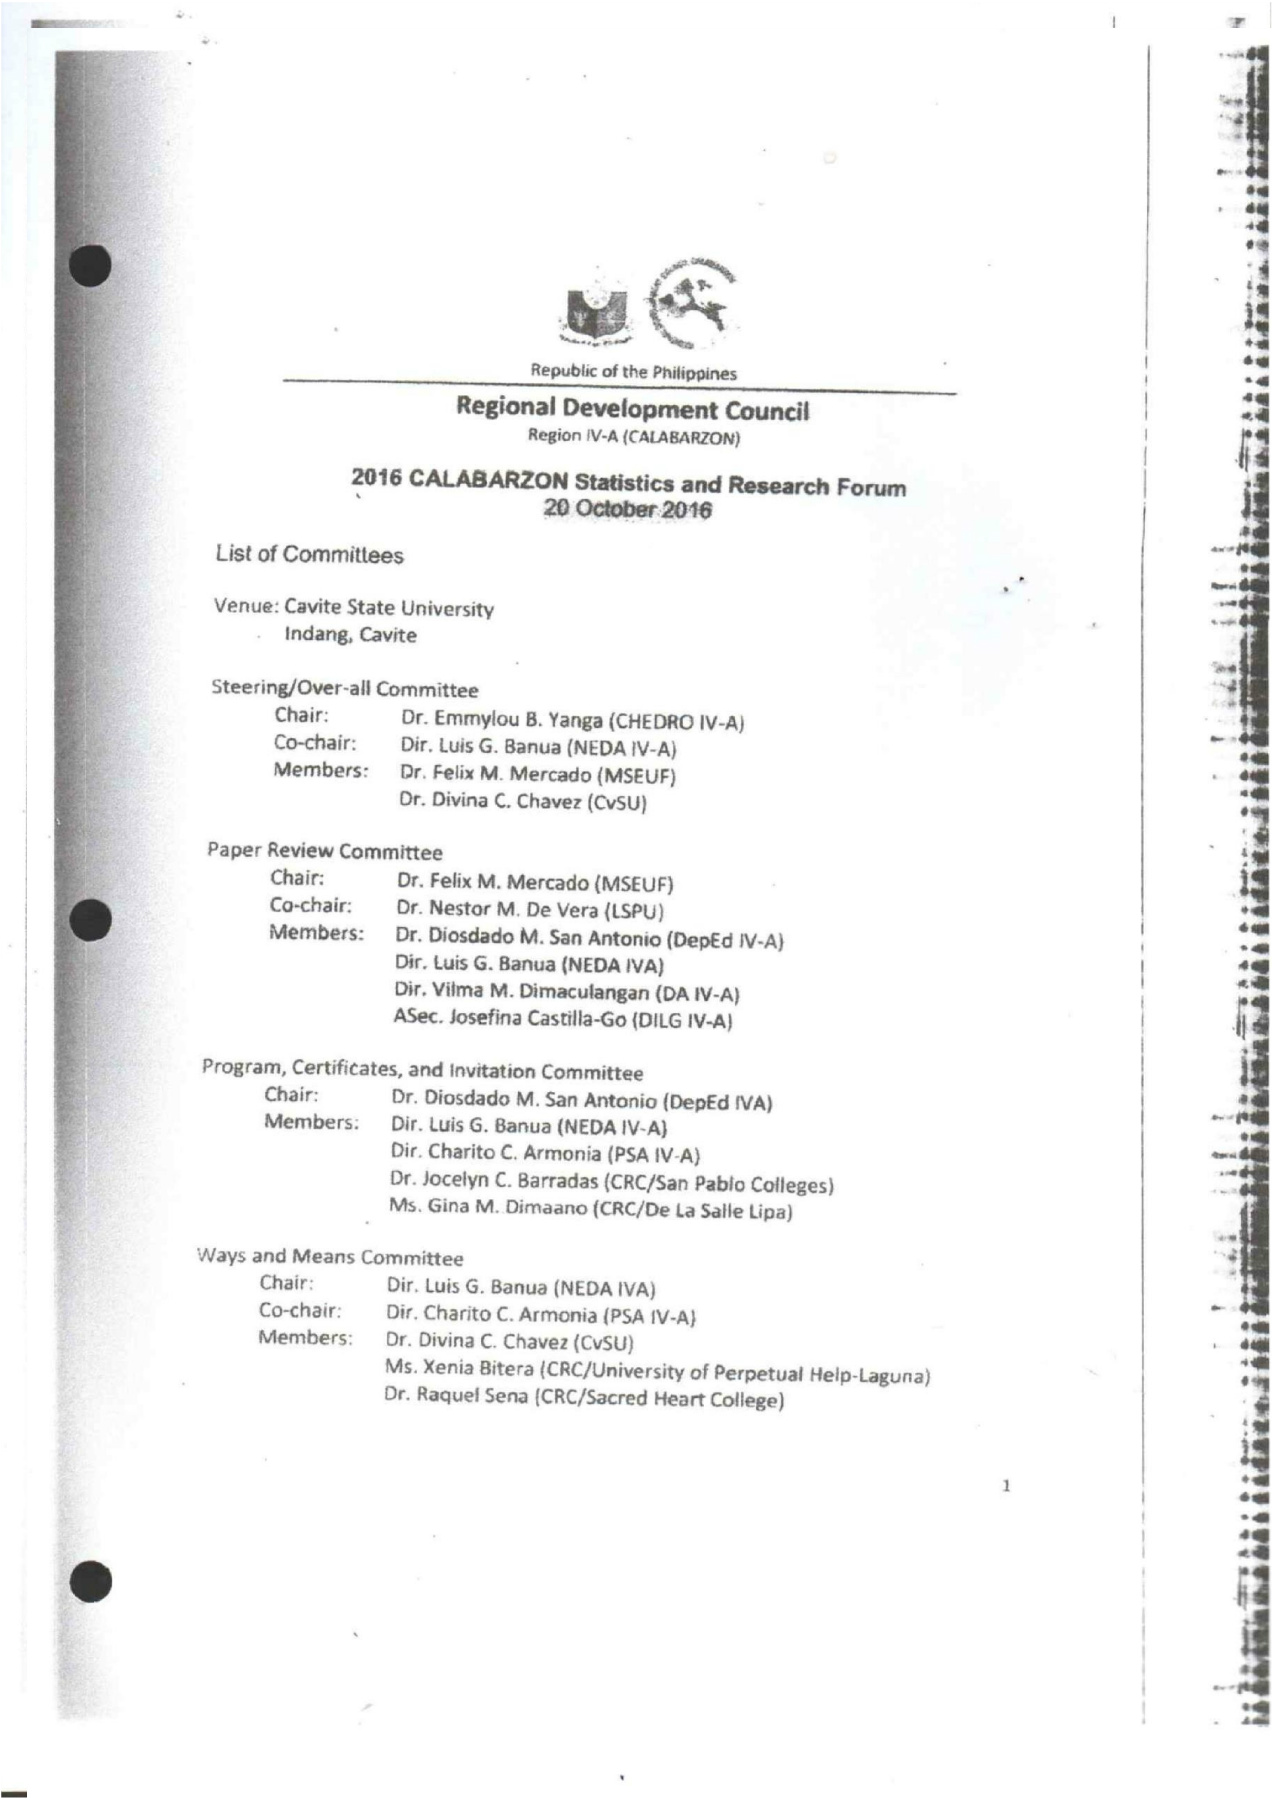 Republic of the Philippines
Regional Development Council
Region IV-A (CALABARZON)
2016 CALABARZON Statistics and Research Forum
20 October 2016
List of Committees
Venue: Cavite State University
Indang, Cavite
Steering/Over-all Committee
Chair: Dr. Emmylou B. Yanga (CHEDRO IV-A)
Co-chair: Dir. Luis G. Banua (NEDA IV-A)
Members: Dr. Felix M. Mercado (MSEUF)
Dr. Divina C. Chavez (CvSU)
Paper Review Committee
Chair: Dr. Felix M. Mercado (MSEUF)
Co-chair: Dr. Nestor M. De Vera (LSPU)
Members: Dr. Diosdado M. San Antonio (DepEd IV-A)
Dir. Luis G. Banua (NEDA IVA)
Dir. Vilma M. Dimaculangan (DA IV-A)
ASec. Josefina Castilla-Go (DILG IV-A)
Program, Certificates, and Invitation Committee
Chair: Dr. Diosdado M. San Antonio (DepEd IVA)
Members: Dir. Luis G. Banua (NEDA IV-A)
Dir. Charito C. Armonia (PSA IV-A)
Dr. Jocelyn C. Barradas (CRC/San Pablo Colleges)
Ms. Gina M. Dimaano (CRC/De La Salle Lipa)
Ways and Means Committee
Chair: Dir. Luis G. Banua (NEDA IVA)
Co-chair: Dir. Charito C. Armonia (PSA IV-A)
Members: Dr. Divina C. Chavez (CvSU)
Ms. Xenia Bitera (CRC/University of Perpetual Help-Laguna)
Dr. Raquel Sena (CRC/Sacred Heart College)
1